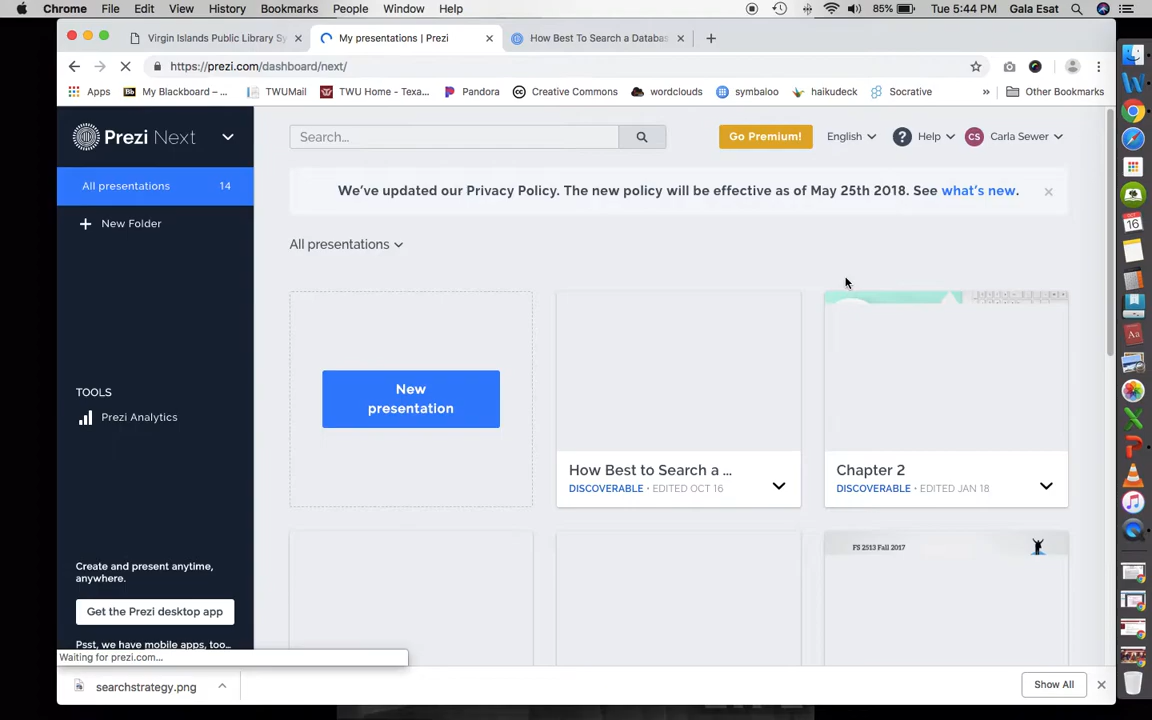 Chrome File Edit View History Bookmarks People Window Help 85% Tue 5:44 PM Gala Esat
Virgin Islands Public Library Sy My presentations | Prezi How Best To Search a Databas
https://prezi.com/dashboard/next/
Apps My Blackboard – ... TWUMail TWU Home - Texa... Pandora Creative Commons wordclouds symbaloo haikudeck Socrative » Other Bookmarks
Prezi Next
Search...
Go Premium!
English
Help
CS Carla Sewer
All presentations 14
New Folder
We've updated our Privacy Policy. The new policy will be effective as of May 25th 2018. See what's new.
All presentations
New
presentation
How Best to Search a ...
DISCOVERABLE • EDITED OCT 16
Chapter 2
DISCOVERABLE • EDITED JAN 18
FS 2513 Fall 2017
TOOLS
Prezi Analytics
Create and present anytime,
anywhere.
Get the Prezi desktop app
Psst, we have mobile apps, too...
Waiting for prezi.com...
searchstrategy.png
Show All
16
Aa